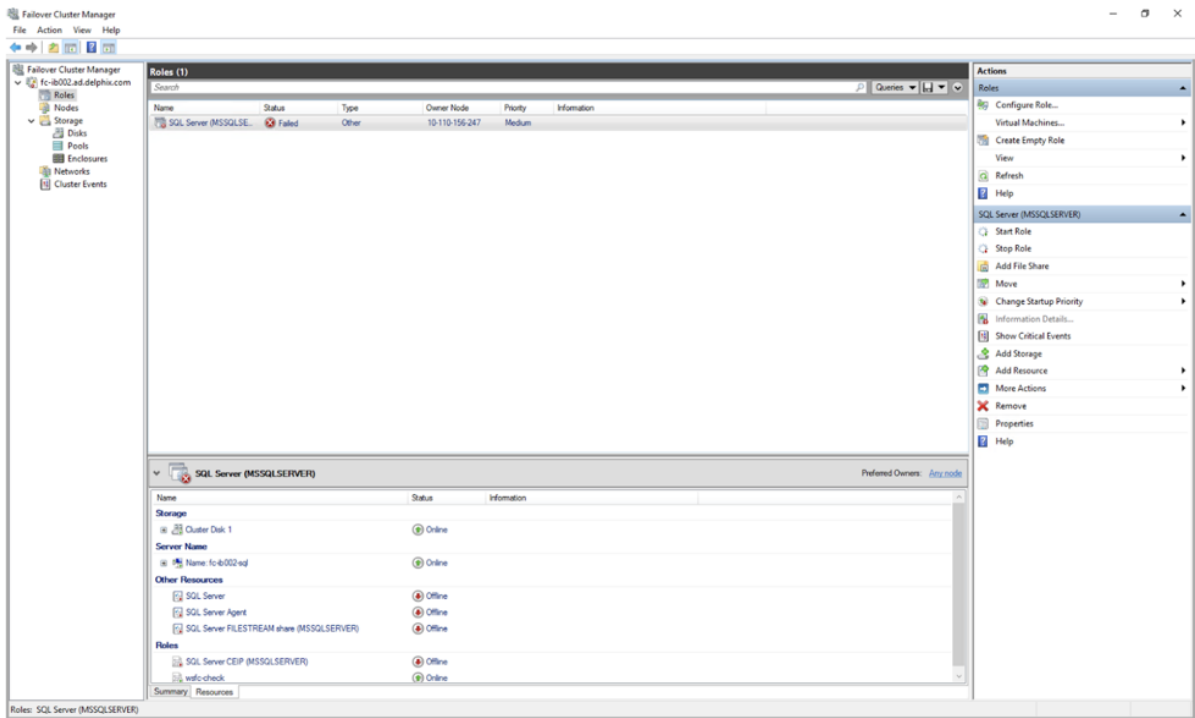 Failover Cluster Manager
File Action View Help
Failover Cluster Manager
fc-ib002.ad.delphix.com
Roles
Nodes
Storage
Disks
Pools
Enclosures
Networks
Cluster Events
Roles (1)
Search
Queries
Name Status Type Owner Node Priority Information
SQL Server (MSSQLSE... Failed Other 10-110-156-247 Medium
SQL Server (MSSQLSERVER)
Preferred Owners: Any node
Name Status Information
Storage
Cluster Disk 1 Online
Server Name
Name: fc-ib002-sql Online
Other Resources
SQL Server Offline
SQL Server Agent Offline
SQL Server FILESTREAM share (MSSQLSERVER) Offline
Roles
SQL Server CEIP (MSSQLSERVER) Offline
wsfc-check Online
Summary Resources
Actions
Roles
Configure Role...
Virtual Machines...
Create Empty Role
View
Refresh
Help
SQL Server (MSSQLSERVER)
Start Role
Stop Role
Add File Share
Move
Change Startup Priority
Information Details...
Show Critical Events
Add Storage
Add Resource
More Actions
Remove
Properties
Help
Roles: SQL Server (MSSQLSERVER)